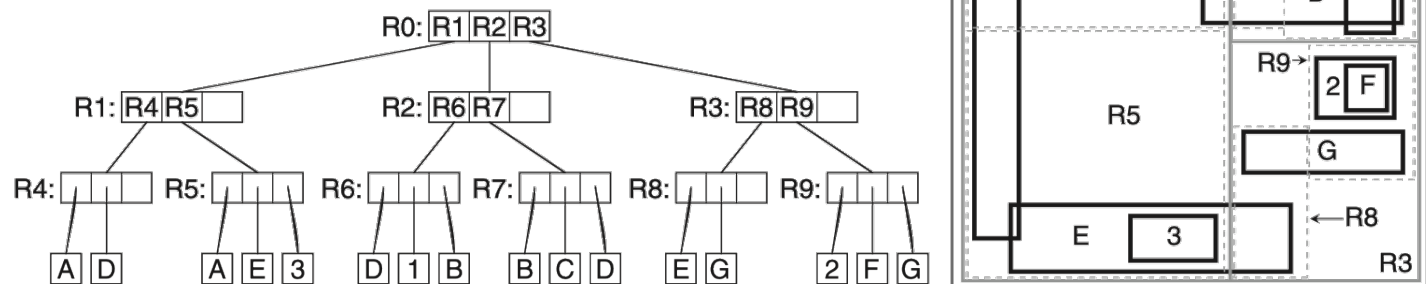 R0: R1 R2 R3
R1: R4 R5
R2: R6 R7
R3: R8 R9
R4:
R5:
R6:
R7:
R8:
R9:
A D
A E 3
D 1 B
B C D
E G
2 F G
R9
2 F
R5
G
R8
E 3
R3